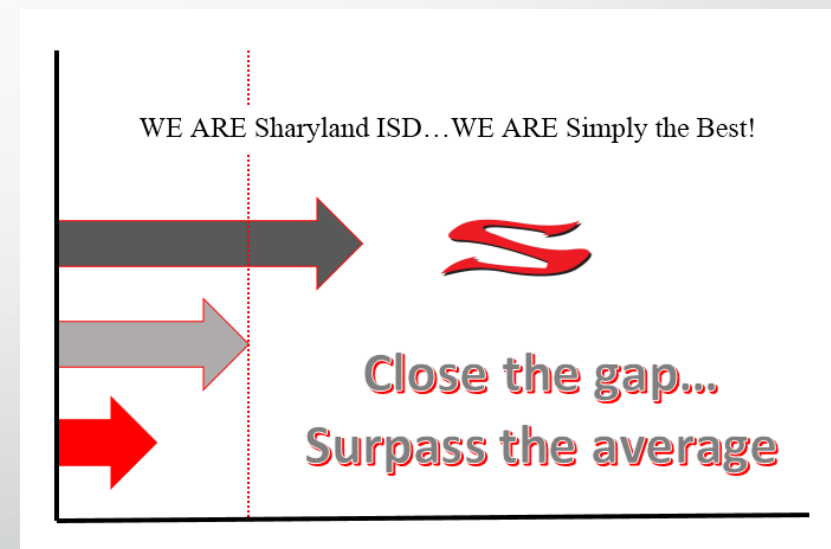 WE ARE Sharyland ISD…WE ARE Simply the Best!
Close the gap…
Surpass the average